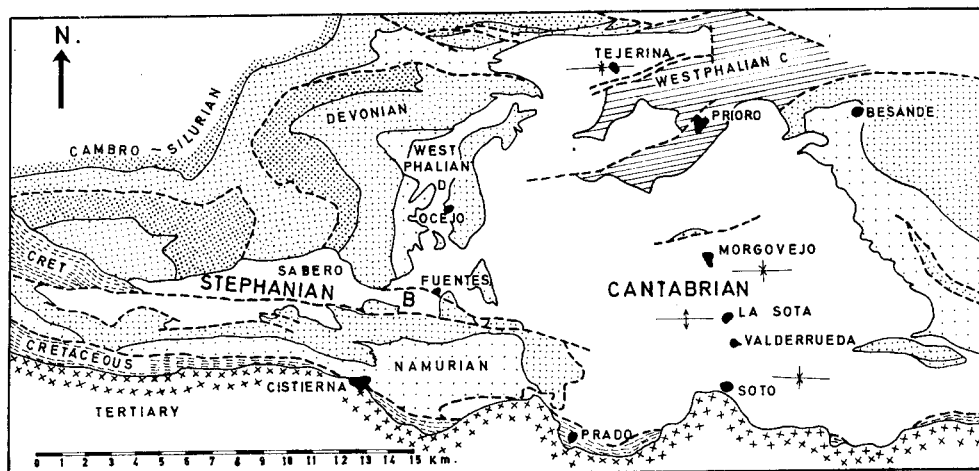 N.
TEJERINA
WESTPHALIAN C
PRIORO
BESANDE
DEVONIAN
CAMBRO ~ SILURIAN
WEST
PHALIAN
D
OCEJO
CRET
SABERO
STEPHANIAN
B
FUENTES
MORGOVEJO
CANTABRIAN
LA SOTA
VALDERRUEDA
CRETACEOUS
NAMURIAN
CISTIERNA
SOTO
TERTIARY
PRADO
0 1 2 3 4 5 6 7 8 9 10 11 12 13 14 15 Km.